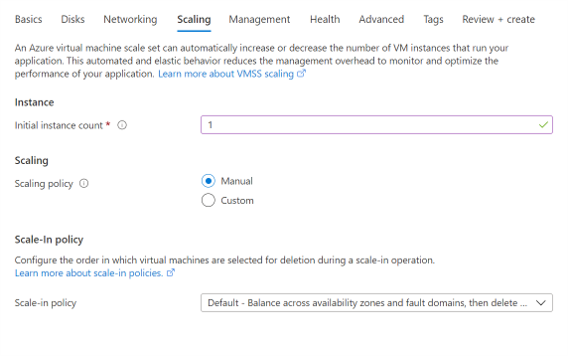 Basics Disks Networking Scaling Management Health Advanced Tags Review + create
An Azure virtual machine scale set can automatically increase or decrease the number of VM instances that run your
application. This automated and elastic behavior reduces the management overhead to monitor and optimize the
performance of your application. Learn more about VMSS scaling
Instance
Initial instance count * 1
Scaling
Scaling policy Manual
Custom
Scale-In policy
Configure the order in which virtual machines are selected for deletion during a scale-in operation.
Learn more about scale-in policies.
Scale-in policy Default - Balance across availability zones and fault domains, then delete ...